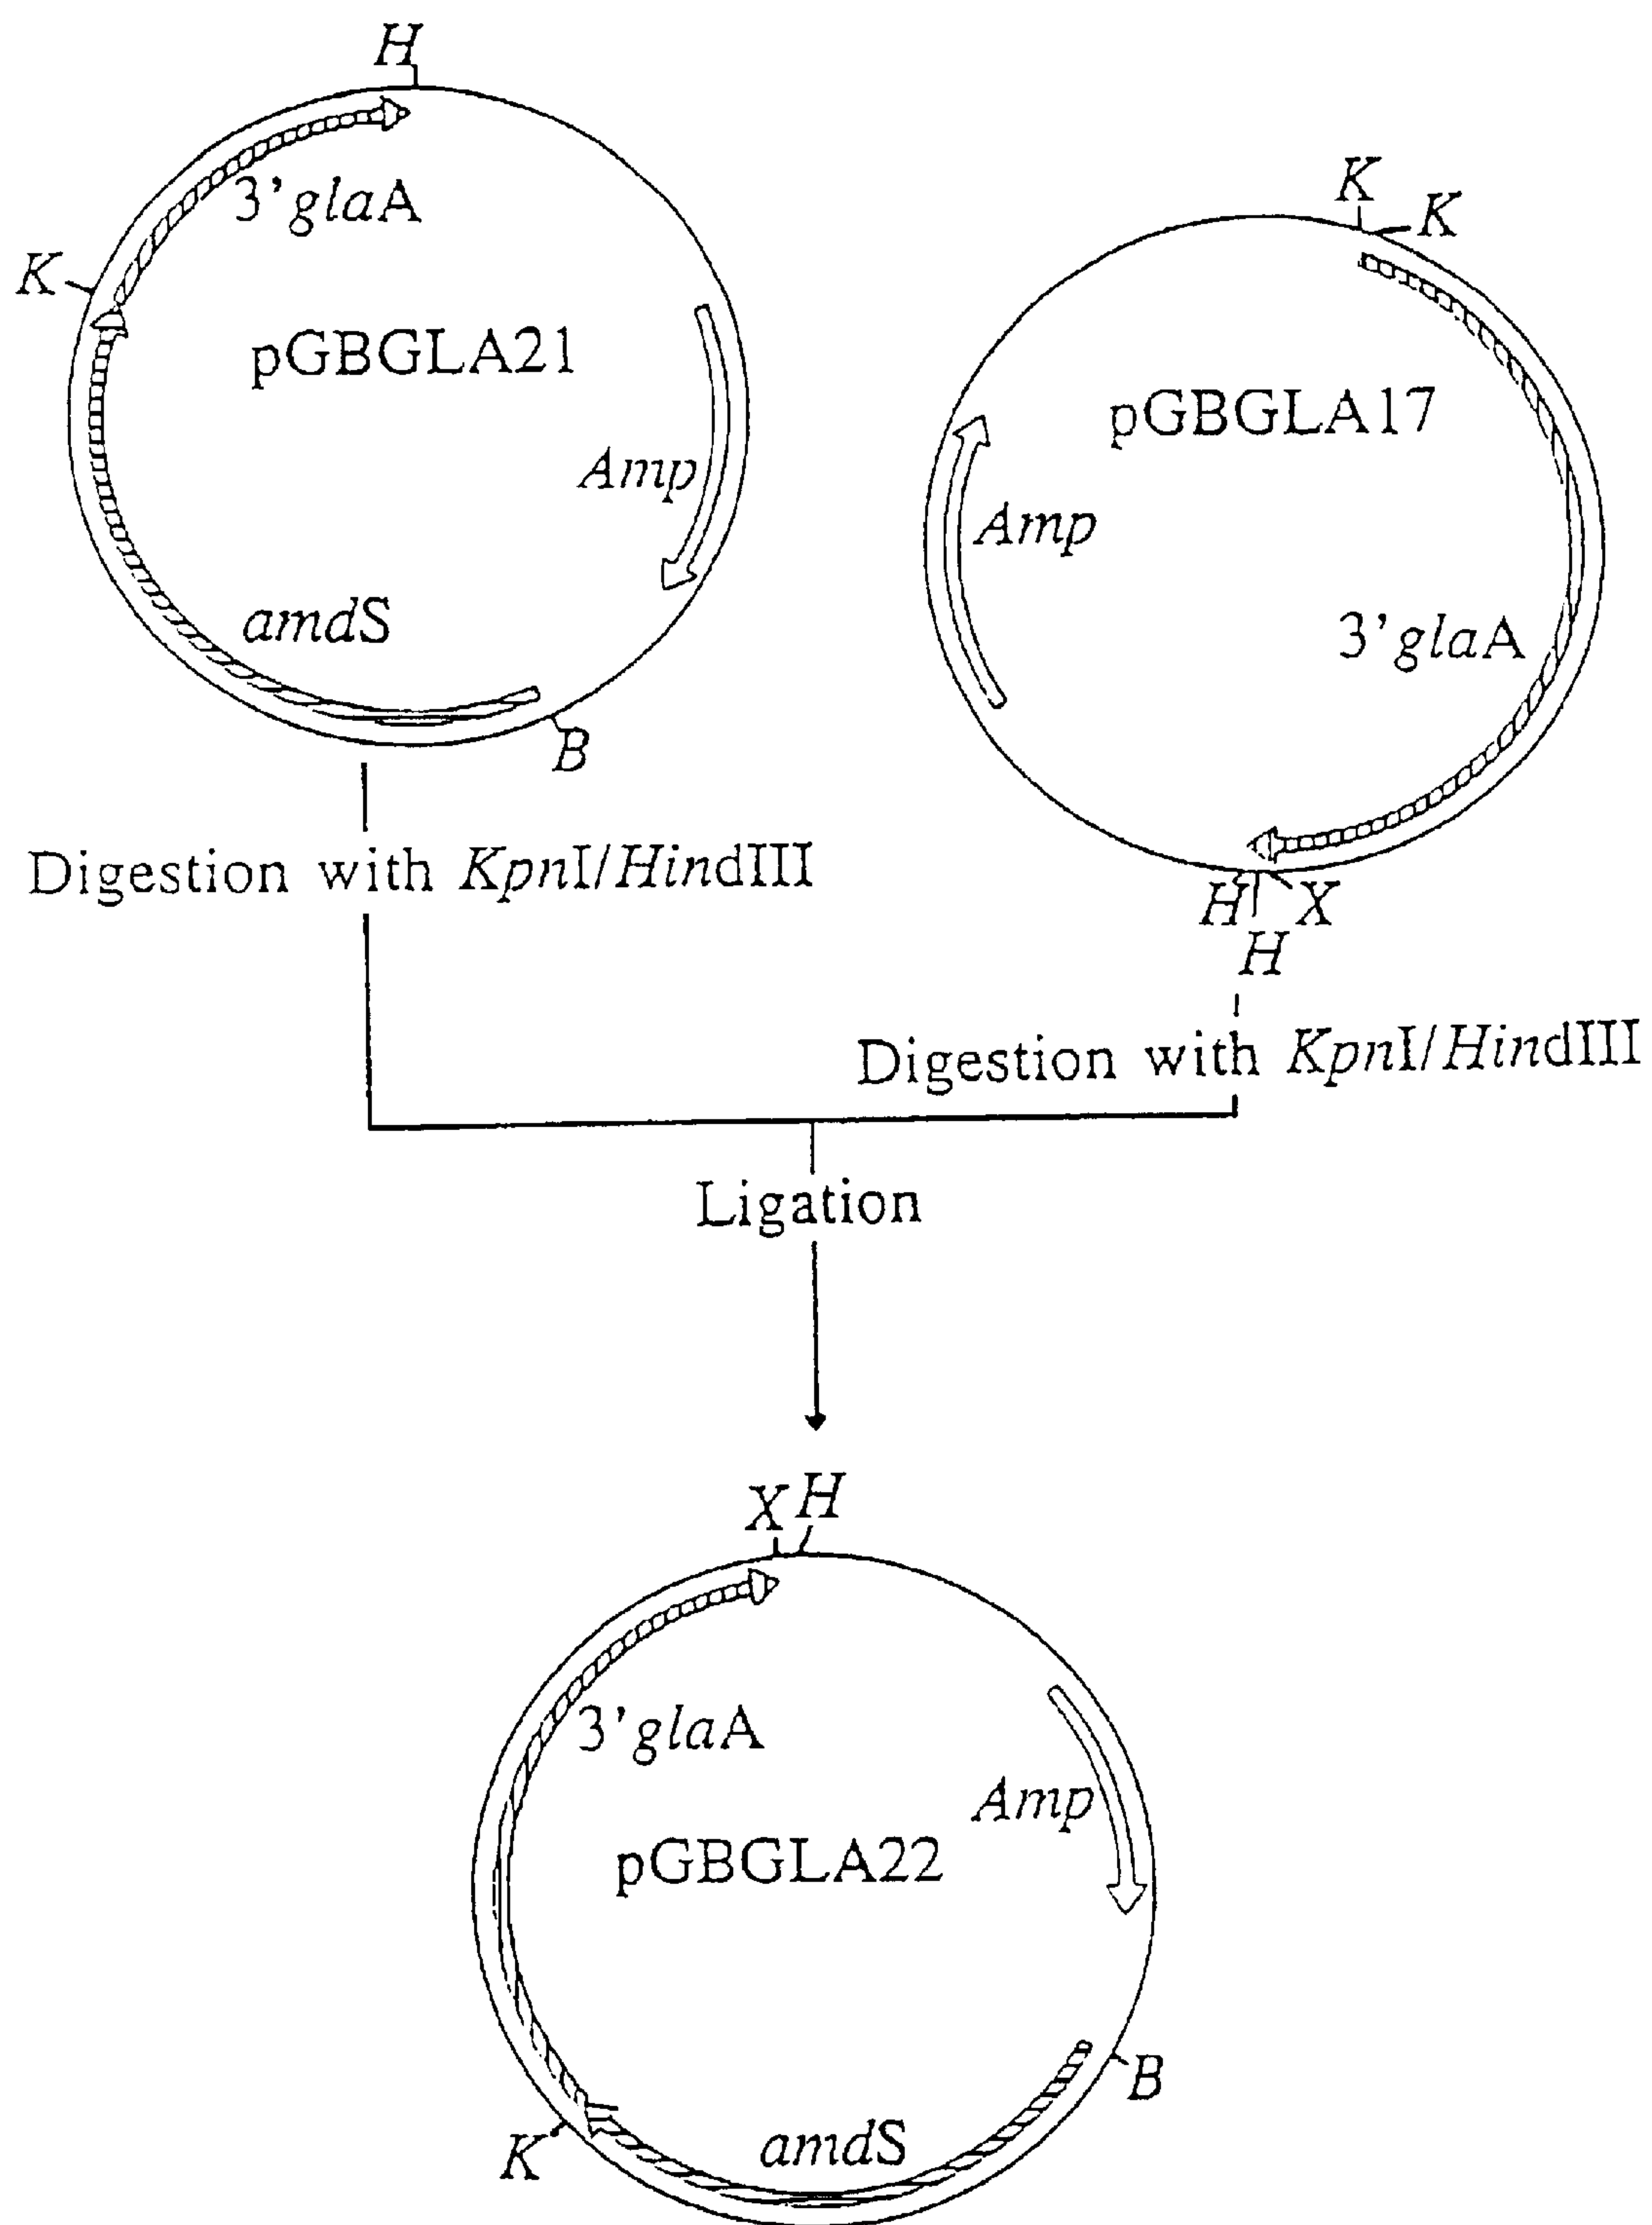 H
3'glaA
K
pGBGLA21
Amp
amdS
B
K
K
pGBGLA17
Amp
3'glaA
H X
H
Digestion with KpnI/HindIII
Digestion with KpnI/HindIII
Ligation
X H
3'glaA
Amp
pGBGLA22
B
amdS
K